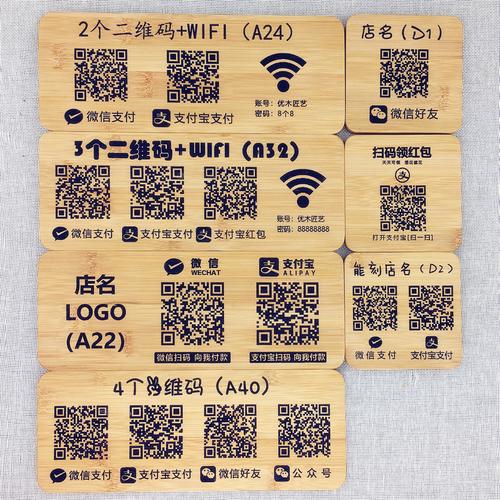 2个二维码+WIFI（A24）
微信支付 支付宝支付
账号：优木匠艺
密码：8个8
店名（D1）
微信好友
3个二维码+WIFI（A32）
微信支付 支付宝支付 支付宝红包
账号：优木匠艺
密码：88888888
扫码领红包
打开支付宝[扫一扫]
店名
LOGO
(A22)
微信
WECHAT
支付宝
ALIPAY
微信扫码 向我付款
支付宝扫码 向我付款
能刻店名（D2）
微信支付 支付宝支付
4个维码（A40）
微信支付 支付宝支付 微信好友 公众号